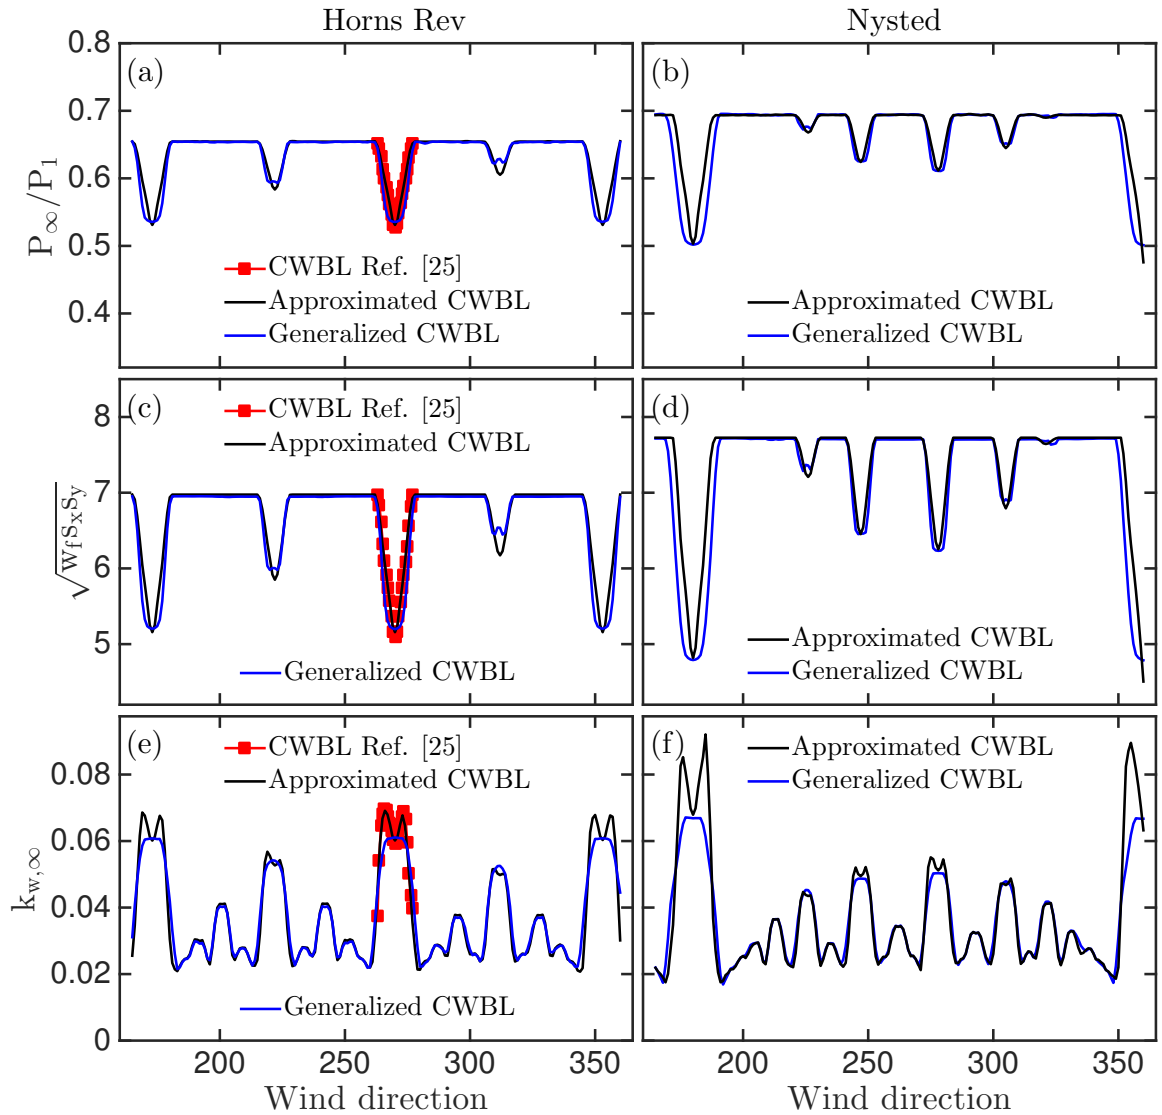 Horns Rev
Nysted
(a)
(b)
0.8
0.7
0.6
0.5
0.4
P∞/P1
CWBL Ref. [25]
Approximated CWBL
Generalized CWBL
Approximated CWBL
Generalized CWBL
(c)
(d)
8
7
6
5
√wfsxsy
CWBL Ref. [25]
Approximated CWBL
Generalized CWBL
Approximated CWBL
Generalized CWBL
(e)
(f)
0.08
0.06
0.04
0.02
0
kw,∞
CWBL Ref. [25]
Approximated CWBL
Generalized CWBL
Approximated CWBL
Generalized CWBL
200 250 300 350
200 250 300 350
Wind direction
Wind direction